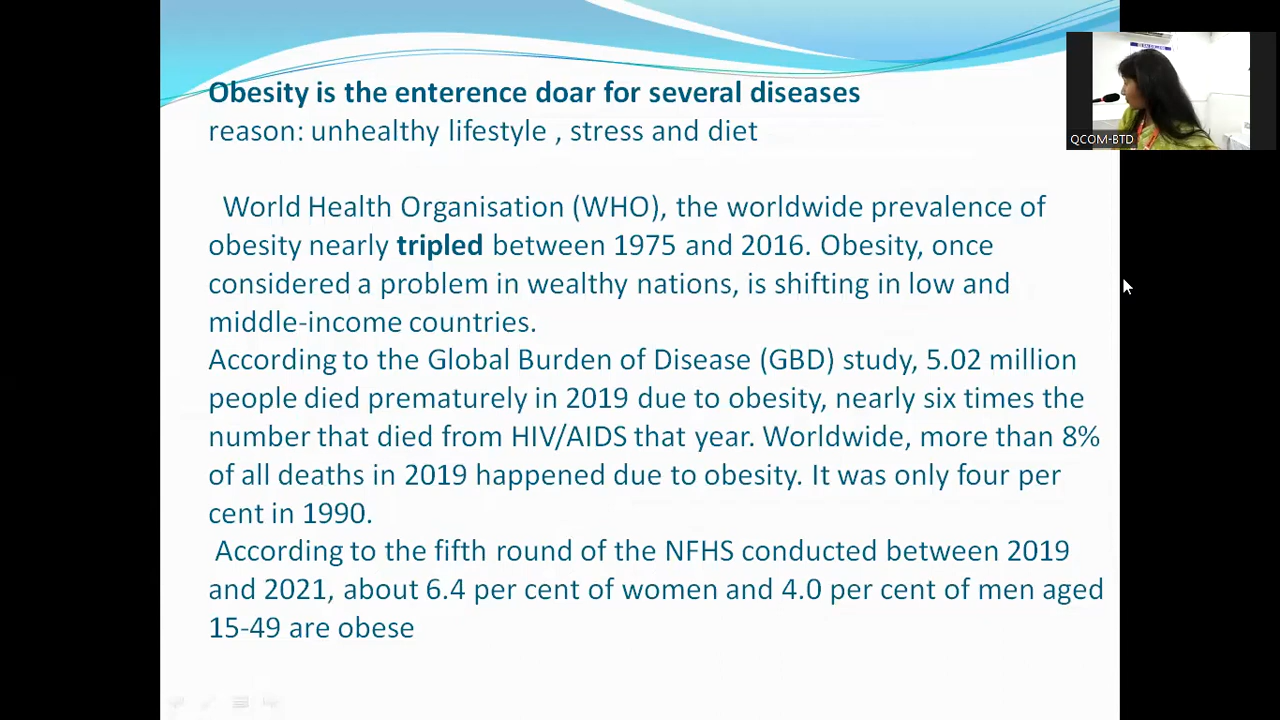 Obesity is the enterence doar for several diseases
reason: unhealthy lifestyle , stress and diet
World Health Organisation (WHO), the worldwide prevalence of
obesity nearly tripled between 1975 and 2016. Obesity, once
considered a problem in wealthy nations, is shifting in low and
middle-income countries.
According to the Global Burden of Disease (GBD) study, 5.02 million
people died prematurely in 2019 due to obesity, nearly six times the
number that died from HIV/AIDS that year. Worldwide, more than 8%
of all deaths in 2019 happened due to obesity. It was only four per
cent in 1990.
According to the fifth round of the NFHS conducted between 2019
and 2021, about 6.4 per cent of women and 4.0 per cent of men aged
15-49 are obese
QCOM-BTD